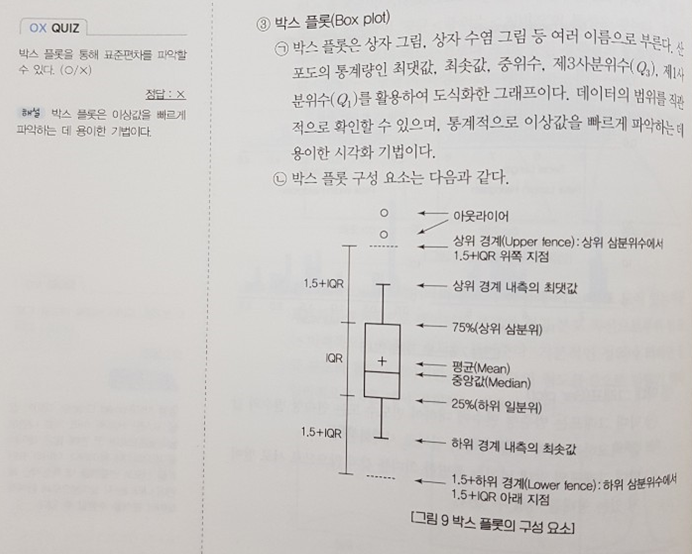 OX QUIZ
박스 플롯을 통해 표준편차를 파악할
수 있다. (○/×)
정답 : ×
해설 박스 플롯은 이상값을 빠르게
파악하는 데 용이한 기법이다.
③ 박스 플롯(Box plot)
㉠ 박스 플롯은 상자 그림, 상자 수염 그림 등 여러 이름으로 부른다. 산
포도의 통계량인 최댓값, 최솟값, 중위수, 제3사분위수(Q₃), 제1사
분위수(Q₁)를 활용하여 도식화한 그래프이다. 데이터의 범위를 직관
적으로 확인할 수 있으며, 통계적으로 이상값을 빠르게 파악하는 데
용이한 시각화 기법이다.
㉡ 박스 플롯 구성 요소는 다음과 같다.
아웃라이어
상위 경계(Upper fence) : 상위 삼분위수에서
1.5+IQR 위쪽 지점
1.5+IQR
상위 경계 내측의 최댓값
75%(상위 삼분위)
IQR
+
평균(Mean)
중앙값(Median)
25%(하위 일분위)
1.5+IQR
하위 경계 내측의 최솟값
1.5+하위 경계(Lower fence) : 하위 삼분위수에서
1.5+IQR 아래 지점
[그림 9 박스 플롯의 구성 요소]